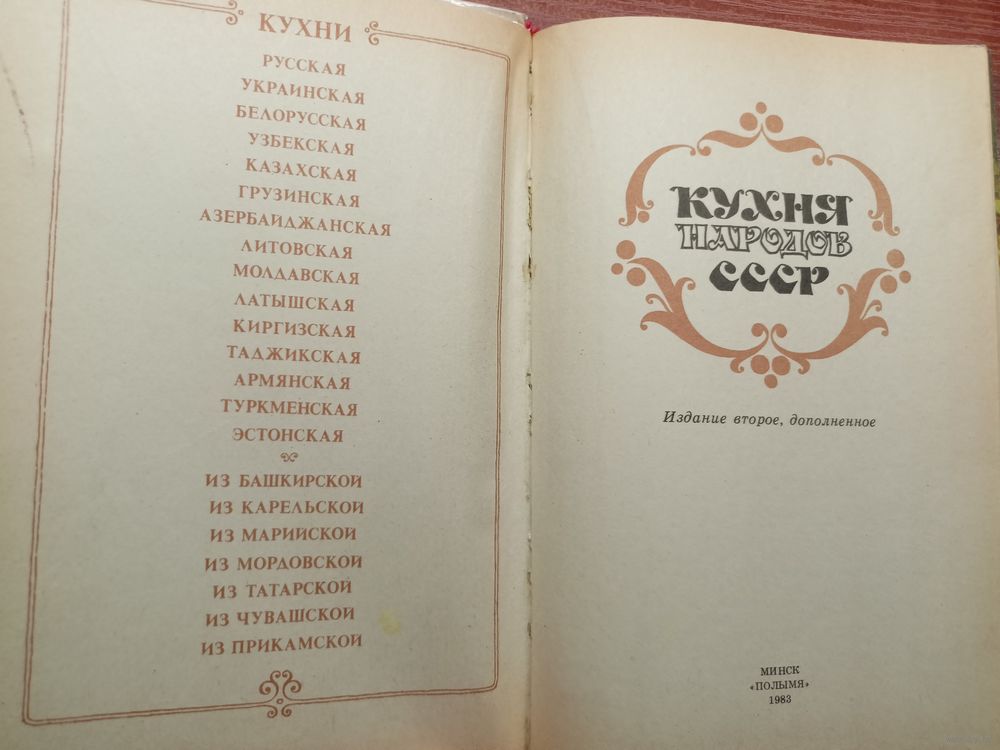 КУХНИ
РУССКАЯ
УКРАИНСКАЯ
БЕЛОРУССКАЯ
УЗБЕКСКАЯ
КАЗАХСКАЯ
ГРУЗИНСКАЯ
АЗЕРБАЙДЖАНСКАЯ
ЛИТОВСКАЯ
МОЛДАВСКАЯ
ЛАТЫШСКАЯ
КИРГИЗСКАЯ
ТАДЖИКСКАЯ
АРМЯНСКАЯ
ТУРКМЕНСКАЯ
ЭСТОНСКАЯ
ИЗ БАШКИРСКОЙ
ИЗ КАРЕЛЬСКОЙ
ИЗ МАРИЙСКОЙ
ИЗ МОРДОВСКОЙ
ИЗ ТАТАРСКОЙ
ИЗ ЧУВАШСКОЙ
ИЗ ПРИКАМСКОЙ
КУХНЯ
НАРОДОВ
СССР
Издание второе, дополненное
МИНСК
«ПОЛЫМЯ»
1983